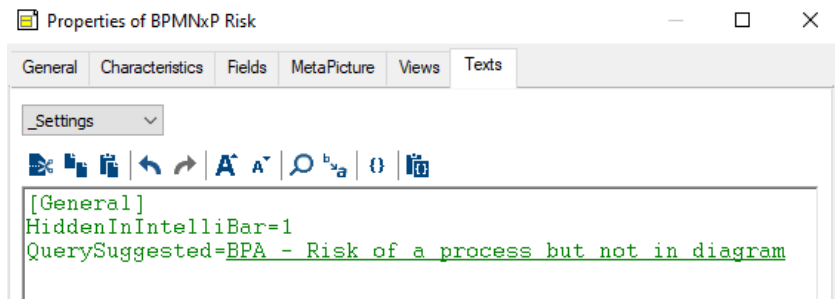 Properties of BPMNxP Risk
General Characteristics Fields MetaPicture Views Texts
_Settings
[General]
HiddenInIntelliBar=1
QuerySuggested=BPA - Risk of a process but not in diagram